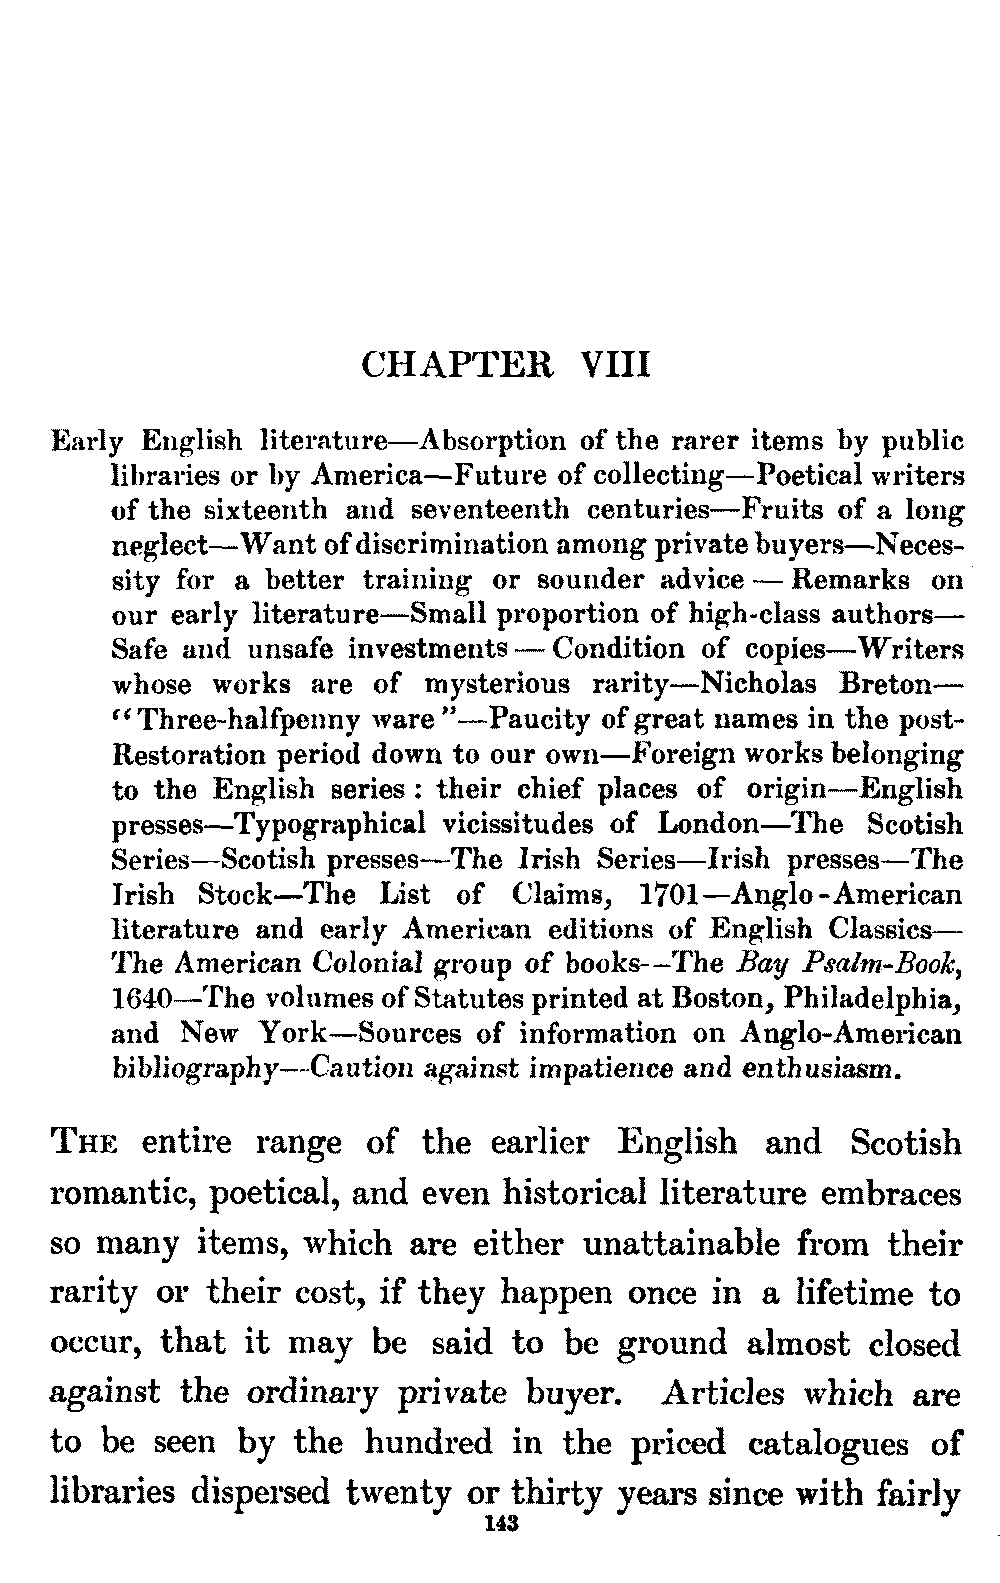 CHAPTER VIII
Early English literature—Absorption of the rarer items by public
libraries or by America—Future of collecting—Poetical writers
of the sixteenth and seventeenth centuries—Fruits of a long
neglect—Want of discrimination among private buyers—Neces-
sity for a better training or sounder advice — Remarks on
our early literature—Small proportion of high-class authors—
Safe and unsafe investments — Condition of copies—Writers
whose works are of mysterious rarity—Nicholas Breton—
“Three-halfpenny ware”—Paucity of great names in the post-
Restoration period down to our own—Foreign works belonging
to the English series : their chief places of origin—English
presses—Typographical vicissitudes of London—The Scotish
Series—Scotish presses—The Irish Series—Irish presses—The
Irish Stock—The List of Claims, 1701—Anglo-American
literature and early American editions of English Classics—
The American Colonial group of books—The Bay Psalm-Book,
1640—The volumes of Statutes printed at Boston, Philadelphia,
and New York—Sources of information on Anglo-American
bibliography—Caution against impatience and enthusiasm.
THE entire range of the earlier English and Scotish
romantic, poetical, and even historical literature embraces
so many items, which are either unattainable from their
rarity or their cost, if they happen once in a lifetime to
occur, that it may be said to be ground almost closed
against the ordinary private buyer. Articles which are
to be seen by the hundred in the priced catalogues of
libraries dispersed twenty or thirty years since with fairly
143